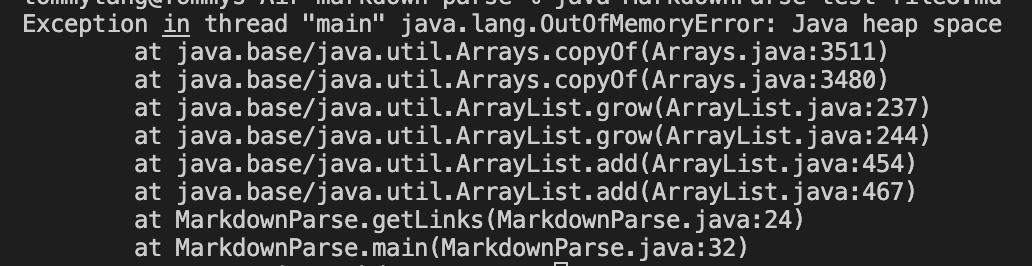 Exception in thread "main" java.lang.OutOfMemoryError: Java heap space
at java.base/java.util.Arrays.copyOf(Arrays.java:3511)
at java.base/java.util.Arrays.copyOf(Arrays.java:3480)
at java.base/java.util.ArrayList.grow(ArrayList.java:237)
at java.base/java.util.ArrayList.grow(ArrayList.java:244)
at java.base/java.util.ArrayList.add(ArrayList.java:454)
at java.base/java.util.ArrayList.add(ArrayList.java:467)
at MarkdownParse.getLinks(MarkdownParse.java:24)
at MarkdownParse.main(MarkdownParse.java:32)